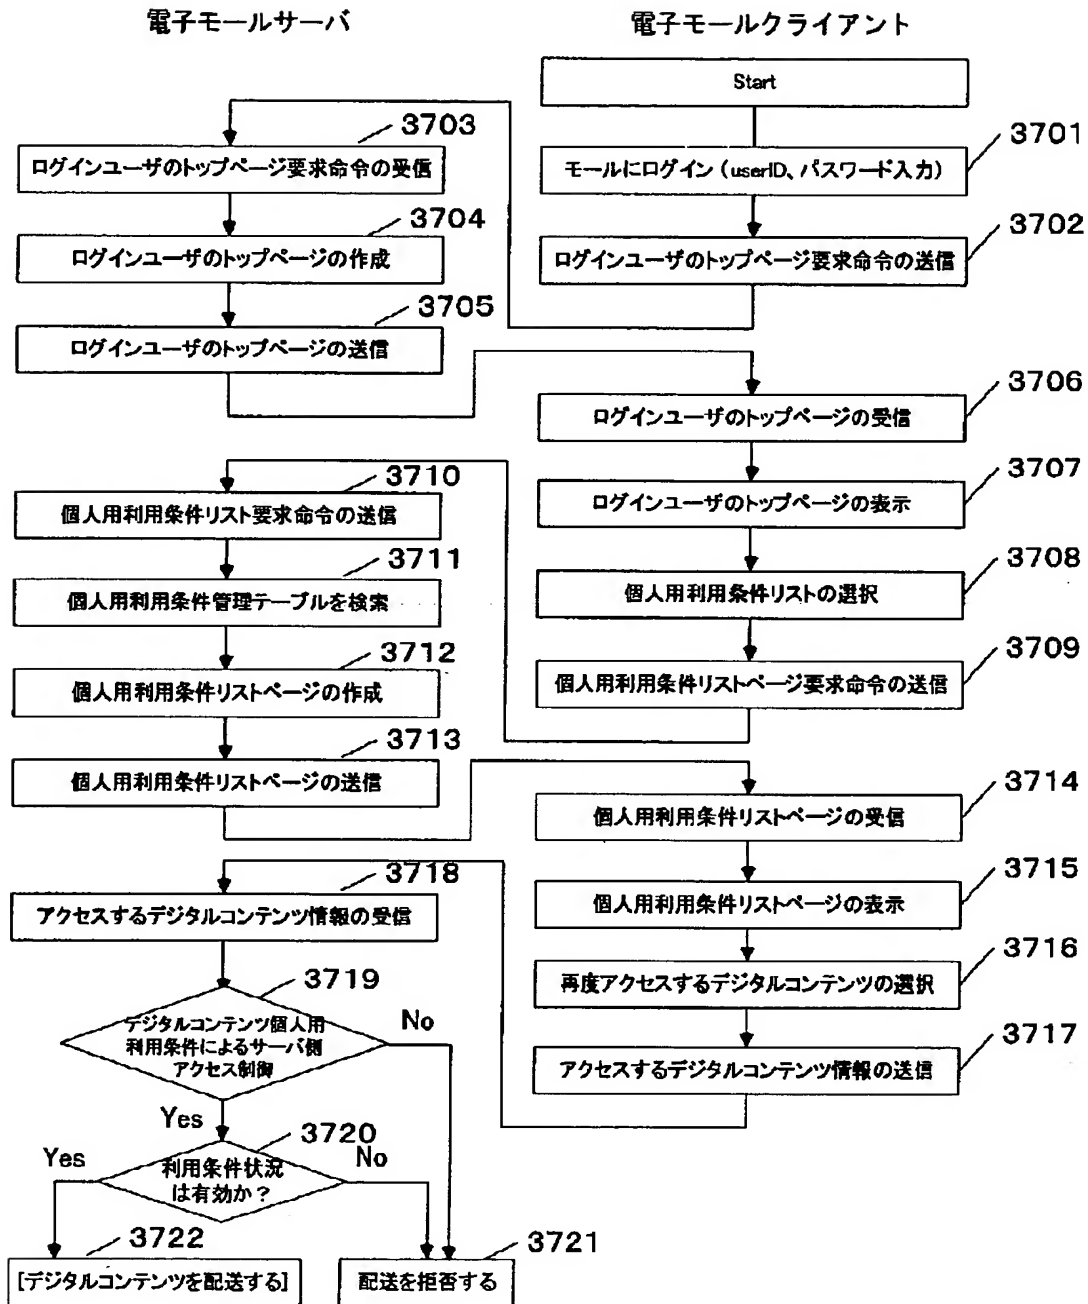 電子モールサーバ
電子モールクライアント
Start
3701
モールにログイン（userID、パスワード入力）
3702
ログインユーザのトップページ要求命令の送信
3703
ログインユーザのトップページ要求命令の受信
3704
ログインユーザのトップページの作成
3705
ログインユーザのトップページの送信
3706
ログインユーザのトップページの受信
3707
ログインユーザのトップページの表示
3708
個人用利用条件リストの選択
3709
個人用利用条件リストページ要求命令の送信
3710
個人用利用条件リスト要求命令の送信
3711
個人用利用条件管理テーブルを検索
3712
個人用利用条件リストページの作成
3713
個人用利用条件リストページの送信
3714
個人用利用条件リストページの受信
3715
個人用利用条件リストページの表示
3716
再度アクセスするデジタルコンテンツの選択
3717
アクセスするデジタルコンテンツ情報の送信
3718
アクセスするデジタルコンテンツ情報の受信
3719
デジタルコンテンツ個人用
利用条件によるサーバ側
アクセス制御
No
Yes
3720
利用条件状況
は有効か？
Yes
No
3722
[デジタルコンテンツを配送する]
3721
配送を拒否する